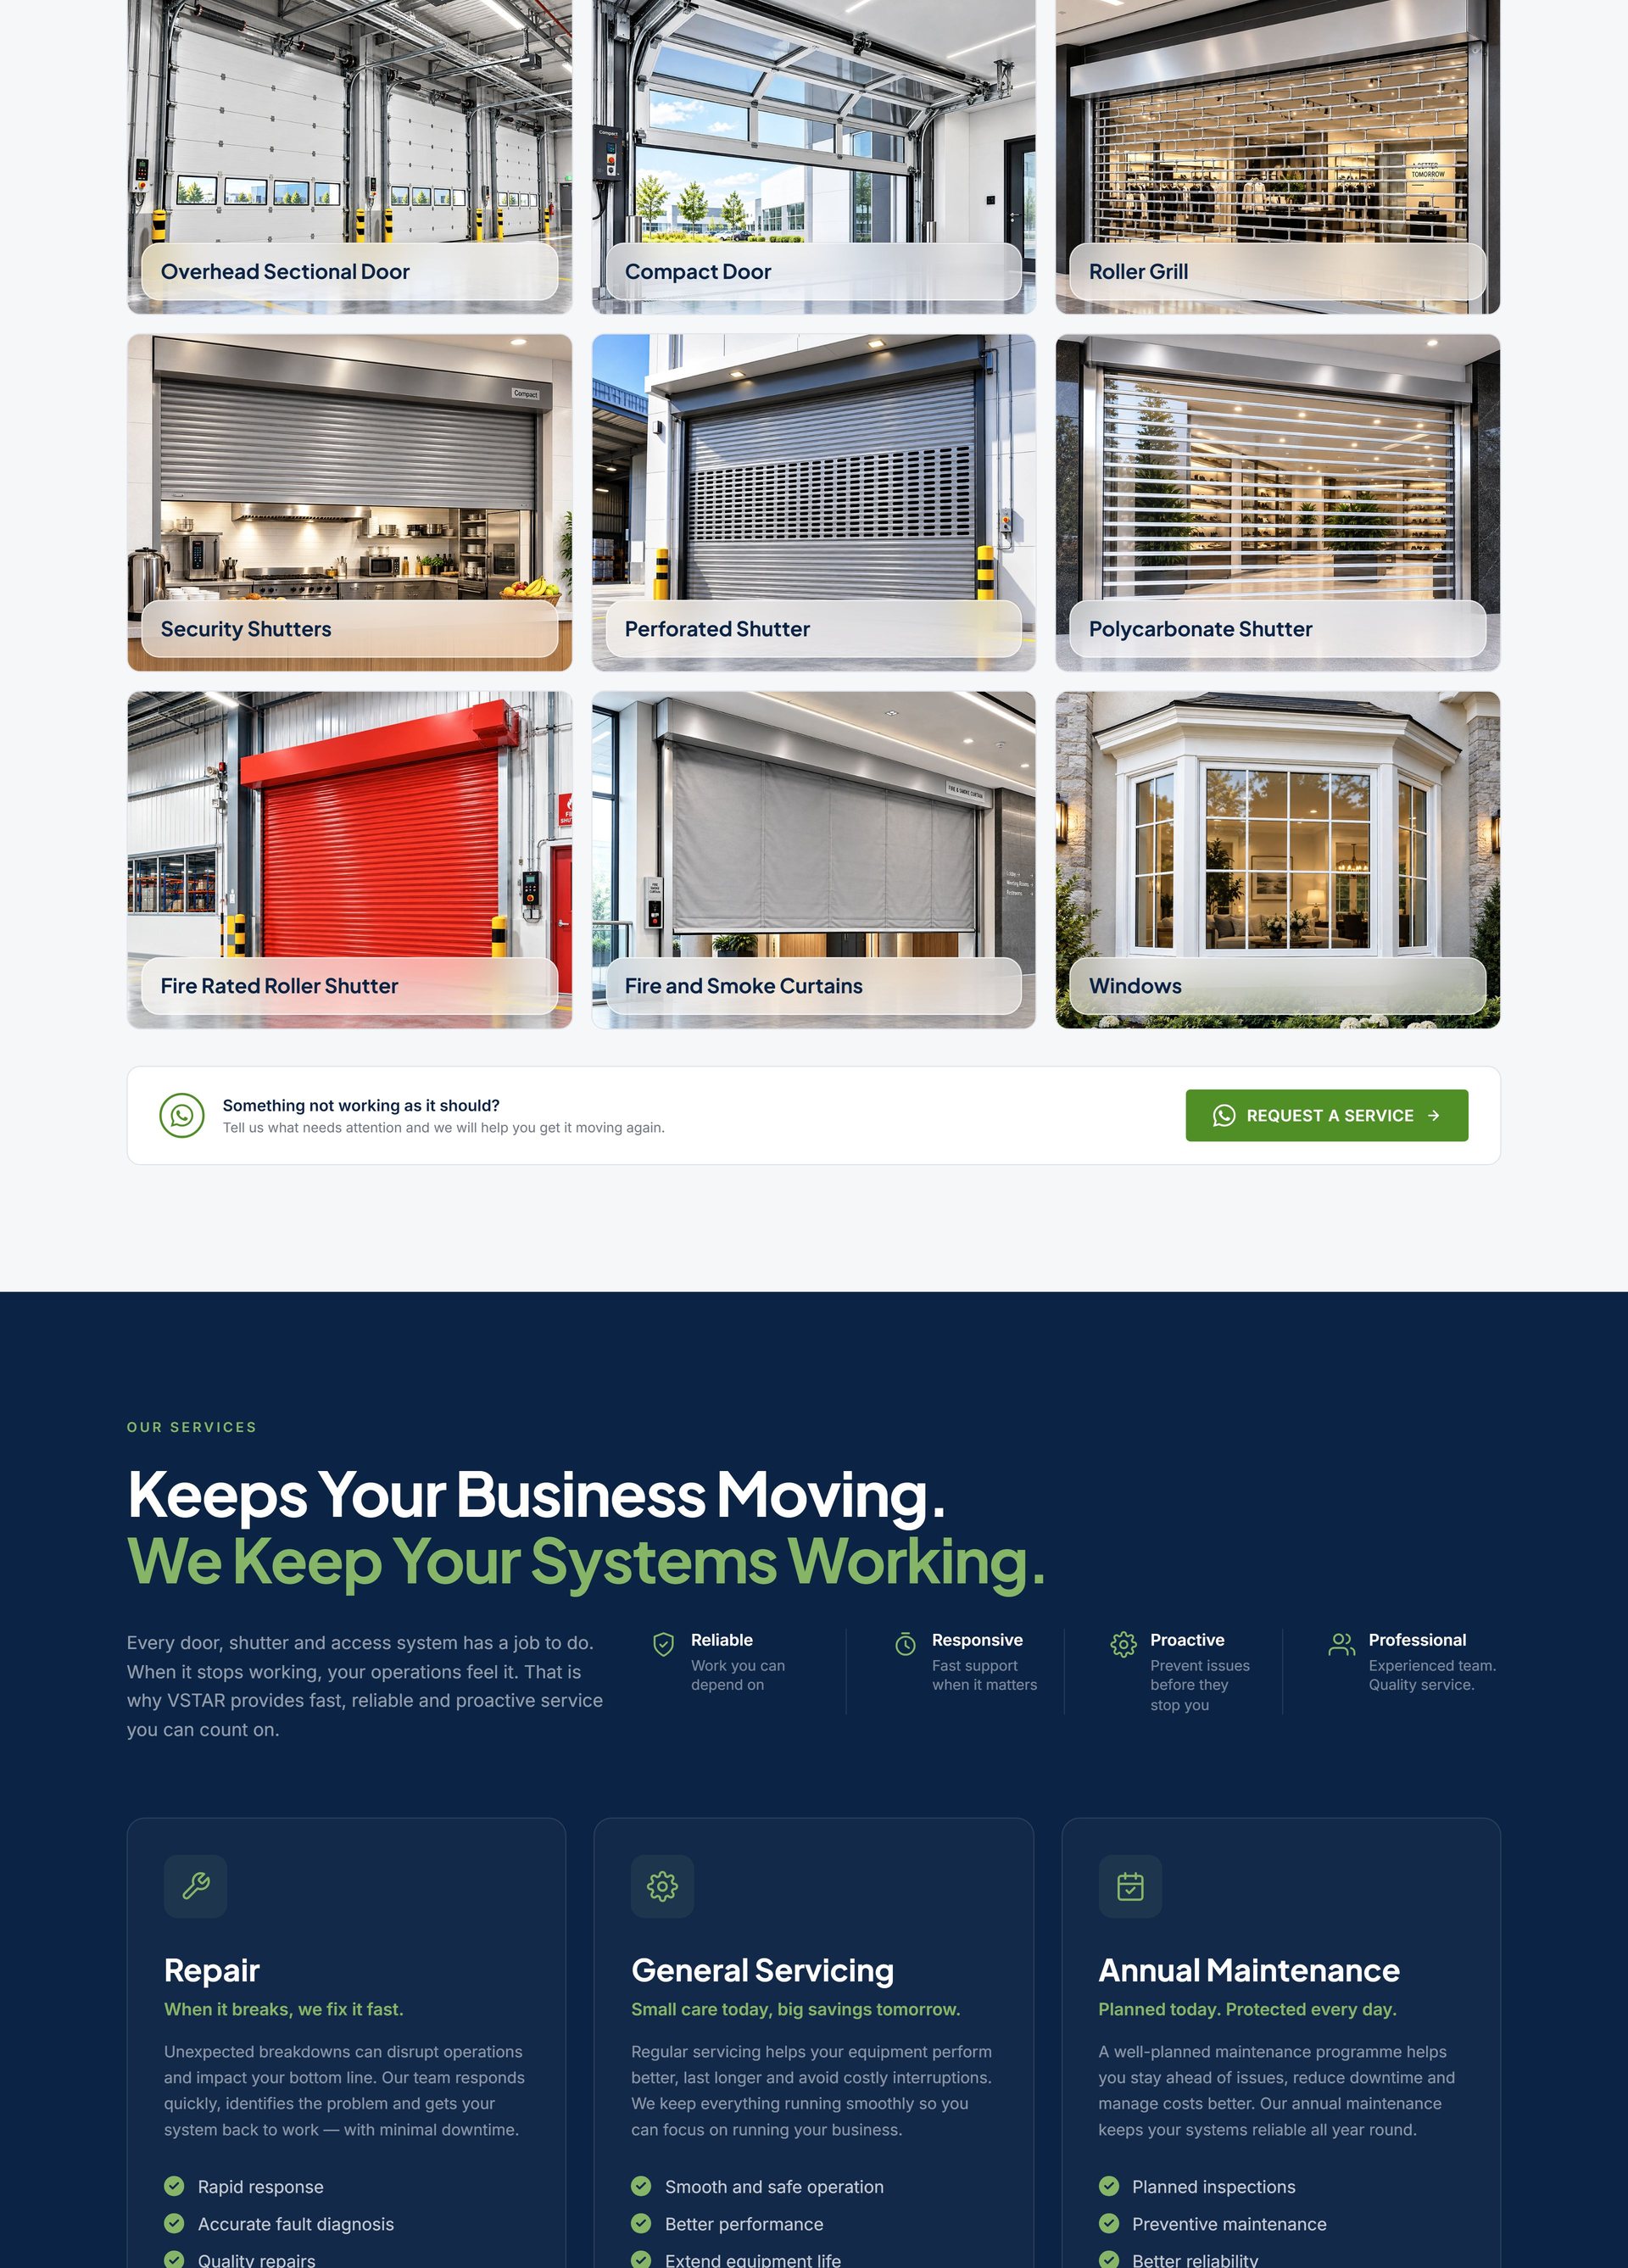 Compact
A BETTER
TOMORROW
Overhead Sectional Door
Compact Door
Roller Grill
Compact
Security Shutters
Perforated Shutter
Polycarbonate Shutter
FIRE & SMOKE CURTAIN
Fire Rated Roller Shutter
Fire and Smoke Curtains
Windows
Something not working as it should?
Tell us what needs attention and we will help you get it moving again.
REQUEST A SERVICE
OUR SERVICES
Keeps Your Business Moving.
We Keep Your Systems Working.
Every door, shutter and access system has a job to do.
When it stops working, your operations feel it. That is
why VSTAR provides fast, reliable and proactive service
you can count on.
Reliable
Work you can
depend on
Responsive
Fast support
when it matters
Proactive
Prevent issues
before they
stop you
Professional
Experienced team.
Quality service.
Repair
When it breaks, we fix it fast.
Unexpected breakdowns can disrupt operations
and impact your bottom line. Our team responds
quickly, identifies the problem and gets your
system back to work — with minimal downtime.
Rapid response
Accurate fault diagnosis
Quality repairs
General Servicing
Small care today, big savings tomorrow.
Regular servicing helps your equipment perform
better, last longer and avoid costly interruptions.
We keep everything running smoothly so you
can focus on running your business.
Smooth and safe operation
Better performance
Extend equipment life
Annual Maintenance
Planned today. Protected every day.
A well-planned maintenance programme helps
you stay ahead of issues, reduce downtime and
manage costs better. Our annual maintenance
keeps your systems reliable all year round.
Planned inspections
Preventive maintenance
Better reliability